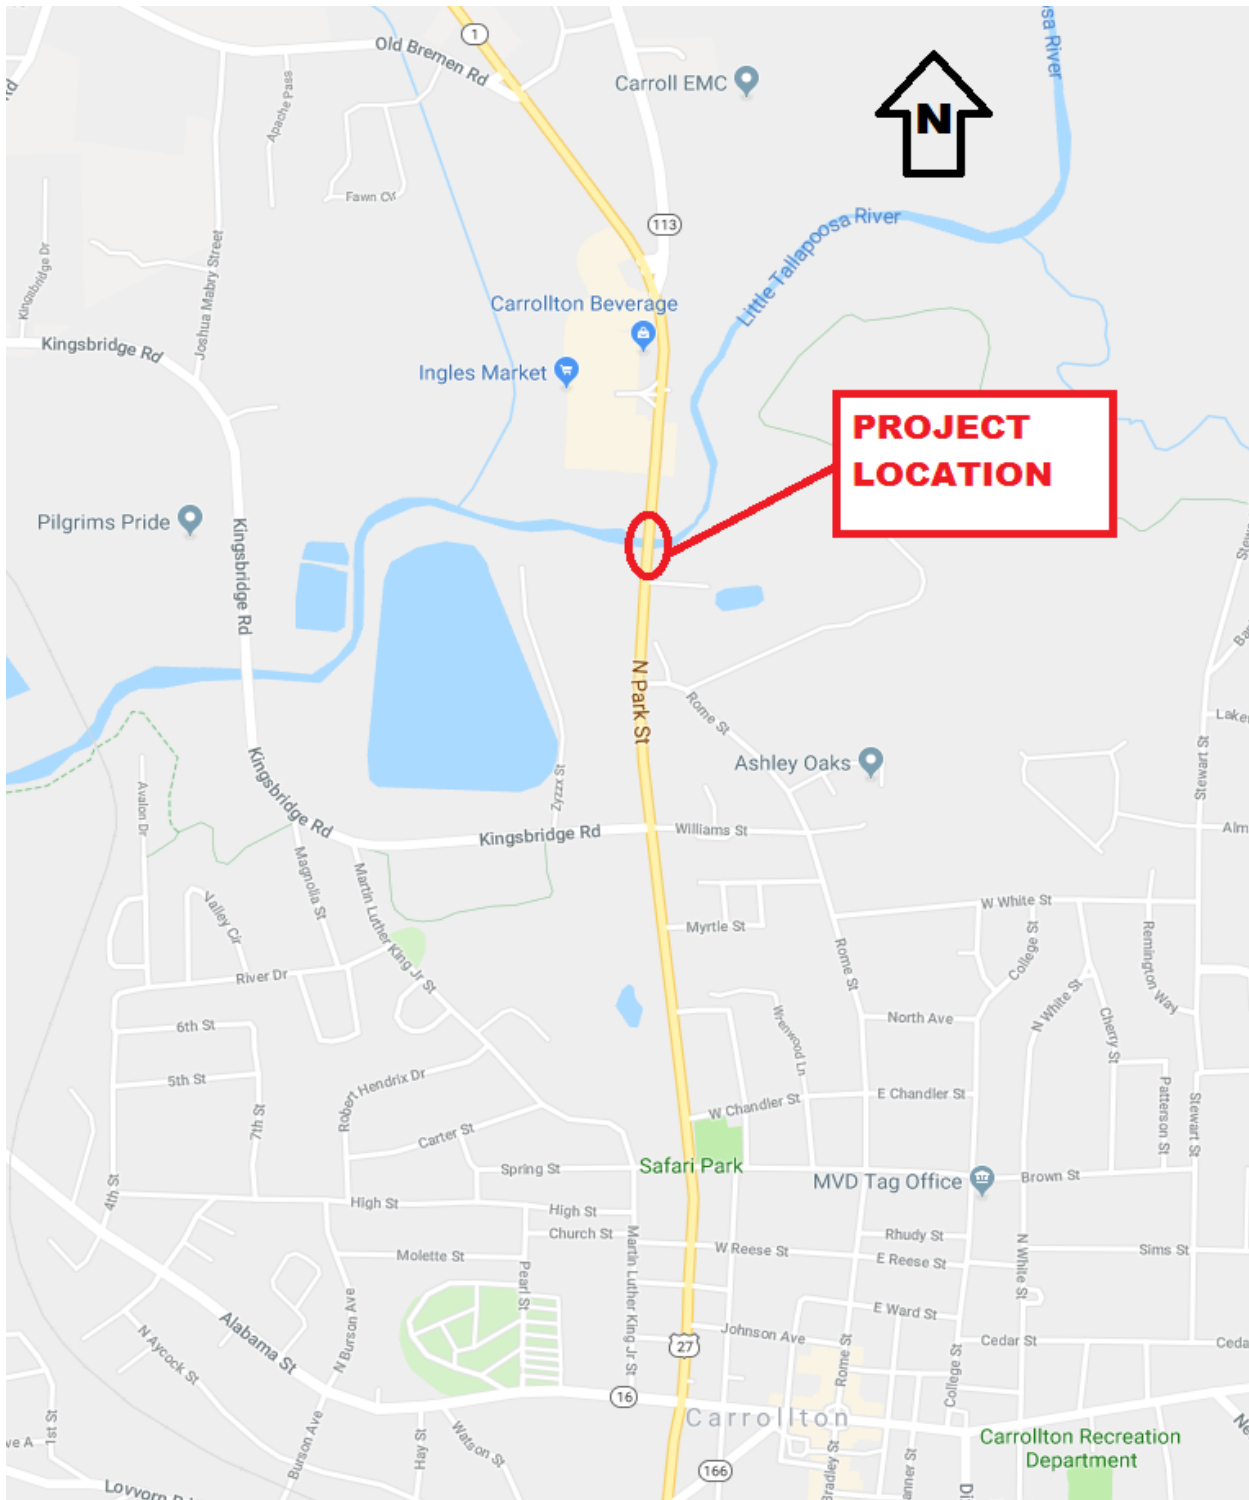 1
Old Bremen Rd
Carroll EMC
N
Apache Pass
Fawn
113
Little Tallapoosa River
Kingsbridge Dr
Joshua Mabry Street
Carrollton Beverage
Kingsbridge Rd
Ingles Market
PROJECT
LOCATION
Pilgrims Pride
Kingsbridge Rd
N Park St
Rome St
Stewart St
Ashley Oaks
Kingsbridge Rd
Avalon Dr
Zyzzx St
Kingsbridge Rd
Williams St
Magnolia St
Martin Luther King Jr St
Valley Cir
W White St
Myrtle St
College St
Remington Way
Rome St
River Dr
N White St
6th St
North Ave
Wrenwood Ln
Cherry St
5th St
Robert Hendrix Dr
E Chandler St
W Chandler St
Patterson St
Stewart St
7th St
Carter St
Safari Park
Spring St
MVD Tag Office
Brown St
4th St
High St
High St
Church St
Rhudy St
Molette St
W Reese St
E Reese St
Sims St
N White St
Pearl St
Martin Luther King Jr St
Alabama St
N Burson Ave
E Ward St
N Aycock St
27
Johnson Ave
Rome St
Cedar St
College St
16
Carrollton
1st St
Burson Ave
Hay St
Watson St
Carrollton Recreation
Department
166
Bradley St